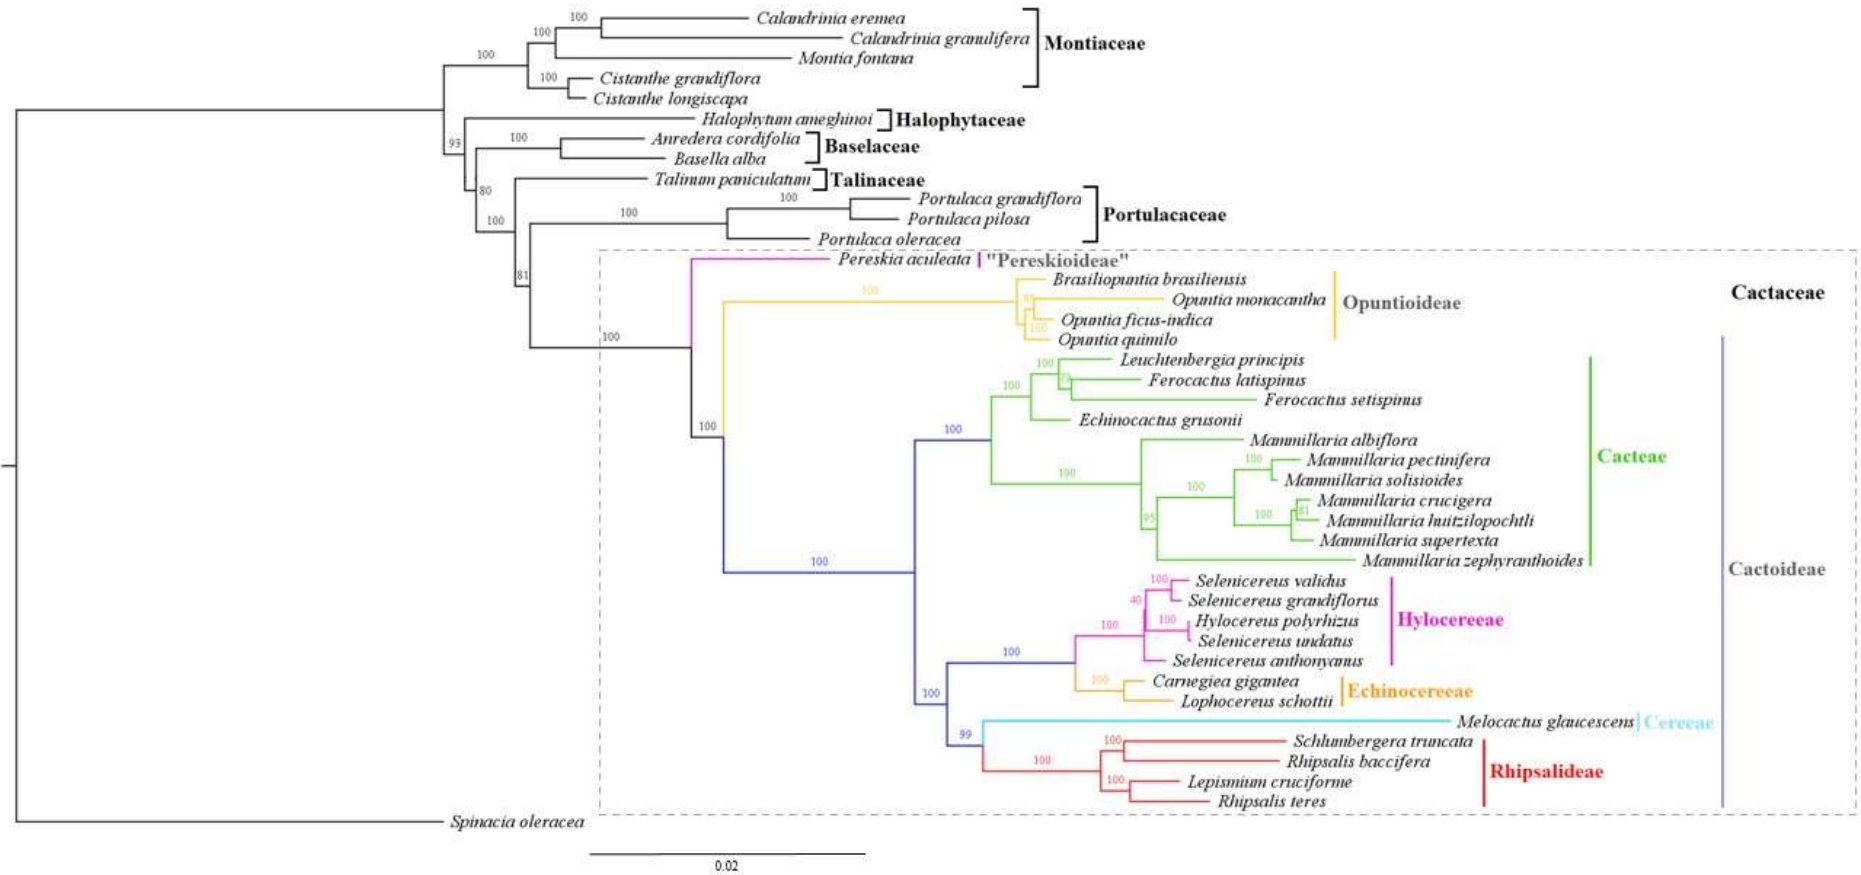 100 Calandrinia eremea
100 Calandrinia granulifera
Montiaceae
100 Montia fontana
100 Cistanthe grandiflora
Cistanthe longiscapa
Halophytum ameghinoi Halophytaceae
93 100 Anredera cordifolia
Baselaceae
Basella alba
80 Talinum paniculatum Talinaceae
100 Portulaca grandiflora
100 100 Portulaca pilosa Portulacaceae
Portulaca oleracea
Pereskia aculeata "Pereskioideae"
81 Brasiliopuntia brasiliensis
100 Opuntia monacantha Opuntioideae Cactaceae
Opuntia ficus-indica
100 Opuntia quimilo
100 Leuchtenbergia principis
100 Ferocactus latispinus
Ferocactus setispinus
Echinocactus grusonii
100 100 Mammillaria albiflora
Cacteae
100 Mammillaria pectinifera
100 Mammillaria solisioides
100 Mammillaria crucigera
95 100 81 Mammillaria huitzilopochtli
Mammillaria supertexta
100 Mammillaria zephyranthoides
Cactoideae
100 Selenicereus validus
40 Selenicereus grandiflorus
100 100 Hylocereus polyrhizus Hylocereeae
Selenicereus undatus
100 Selenicereus anthonyanus
100 Carnegiea gigantea
Echinocereeae
100 Lophocereus schottii
Melocactus glaucescens Cereeae
99 100 Schlumbergera truncata
100 Rhipsalis baccifera
Rhipsalideae
100 Lepismium cruciforme
Rhipsalis teres
Spinacia oleracea
0.02